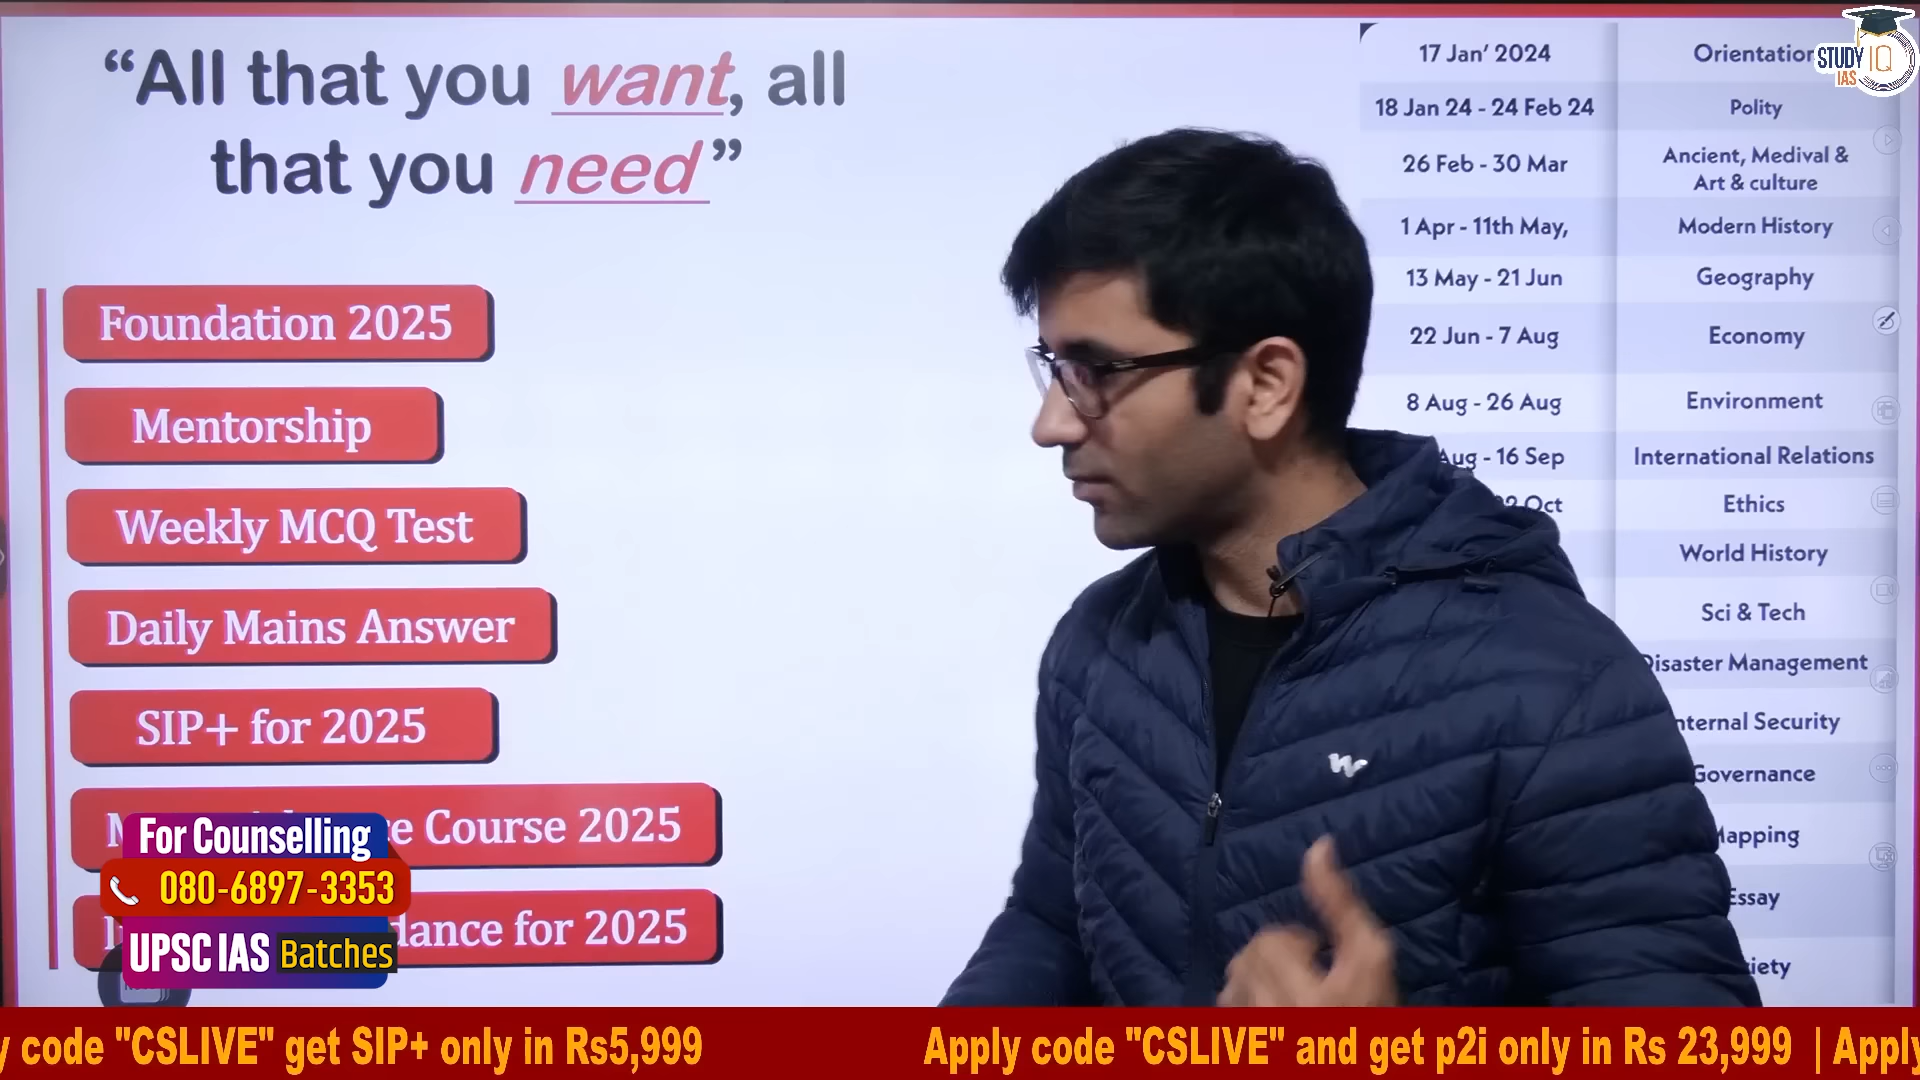 “All that you want, all
that you need”
Foundation 2025
Mentorship
Weekly MCQ Test
Daily Mains Answer
SIP+ for 2025
Course 2025
for 2025
For Counselling
080-6897-3353
UPSC IAS Batches
17 Jan’ 2024 Orientation
18 Jan 24 - 24 Feb 24 Polity
26 Feb - 30 Mar Ancient, Medival &
Art & culture
1 Apr - 11th May, Modern History
13 May - 21 Jun Geography
22 Jun - 7 Aug Economy
8 Aug - 26 Aug Environment
Aug - 16 Sep International Relations
Oct Ethics
World History
Sci & Tech
Disaster Management
Internal Security
Governance
Mapping
Essay
STUDY IQ
IAS
code "CSLIVE" get SIP+ only in Rs5,999 Apply code "CSLIVE" and get p2i only in Rs 23,999 | Apply